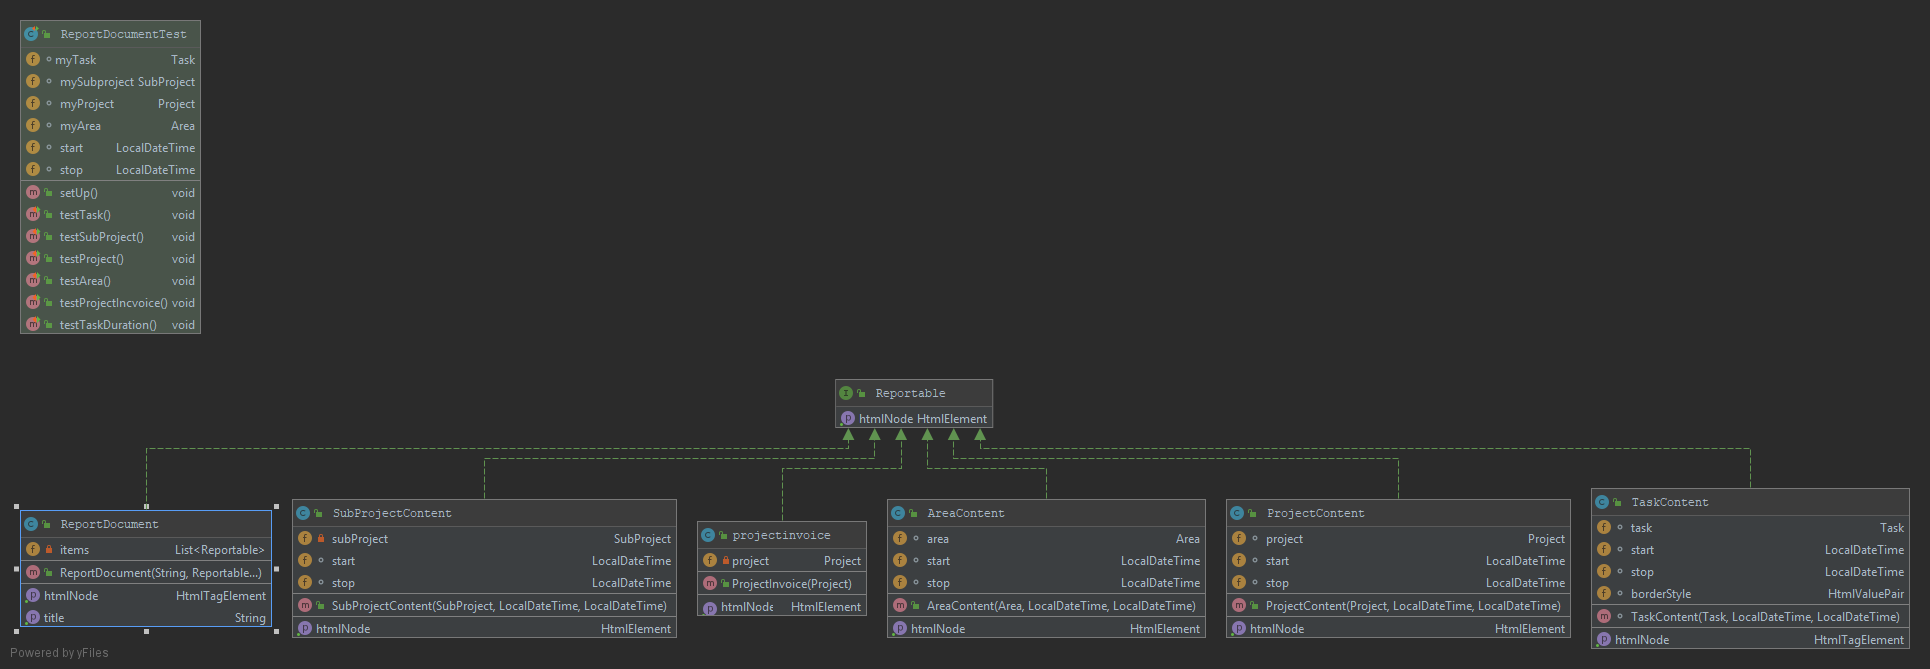 ReportDocumentTest
myTask Task
mySubproject SubProject
myProject Project
myArea Area
start LocalDateTime
stop LocalDateTime
setUp() void
testTask() void
testSubProject() void
testProject() void
testArea() void
testProjectIncvoice() void
testTaskDuration() void
Reportable
htmlNode HtmlElement
ReportDocument
items List<Reportable>
ReportDocument(String, Reportable...)
htmlNode HtmlTagElement
title String
SubProjectContent
subProject SubProject
start LocalDateTime
stop LocalDateTime
SubProjectContent(SubProject, LocalDateTime, LocalDateTime)
htmlNode HtmlElement
projectinvoice
project Project
ProjectInvoice(Project)
htmlNode HtmlElement
AreaContent
area Area
start LocalDateTime
stop LocalDateTime
AreaContent(Area, LocalDateTime, LocalDateTime)
htmlNode HtmlElement
ProjectContent
project Project
start LocalDateTime
stop LocalDateTime
ProjectContent(Project, LocalDateTime, LocalDateTime)
htmlNode HtmlElement
TaskContent
task Task
start LocalDateTime
stop LocalDateTime
borderStyle HtmlValuePair
TaskContent(Task, LocalDateTime, LocalDateTime)
htmlNode HtmlTagElement
Powered by yFiles